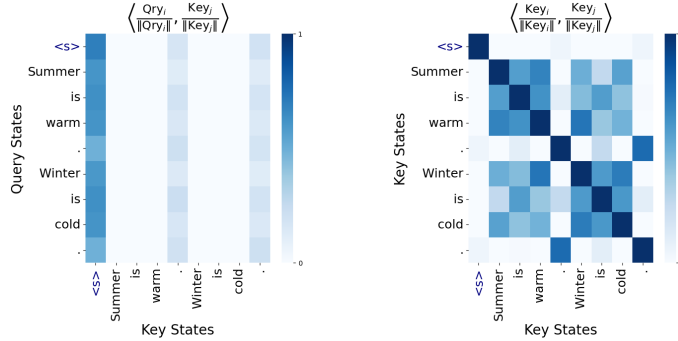 ⟨Qry_i/‖Qry_i‖, Key_j/‖Key_j‖⟩
Query States
<s>
Summer
is
warm
.
Winter
is
cold
.
<s>
Summer
is
warm
.
Winter
is
cold
.
Key States
1
0
⟨Key_i/‖Key_i‖, Key_j/‖Key_j‖⟩
Key States
<s>
Summer
is
warm
.
Winter
is
cold
.
<s>
Summer
is
warm
.
Winter
is
cold
.
Key States